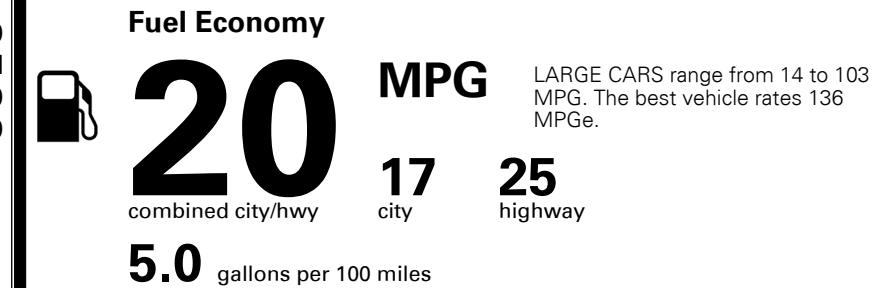 Fuel Economy
20 MPG
LARGE CARS range from 14 to 103
MPG. The best vehicle rates 136
MPGe.
combined city/hwy
17
city
25
highway
5.0 gallons per 100 miles